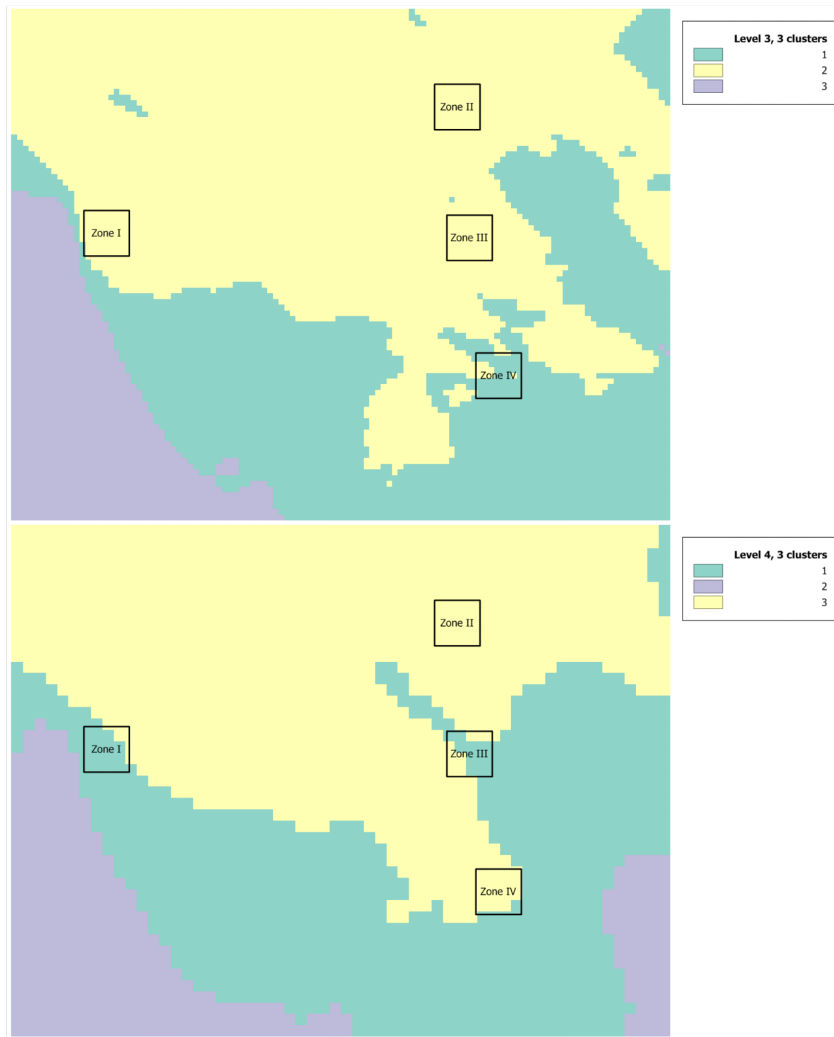 Level 3, 3 clusters
1
2
3
Zone II
Zone I
Zone III
Zone IV
Level 4, 3 clusters
1
2
3
Zone II
Zone I
Zone III
Zone IV